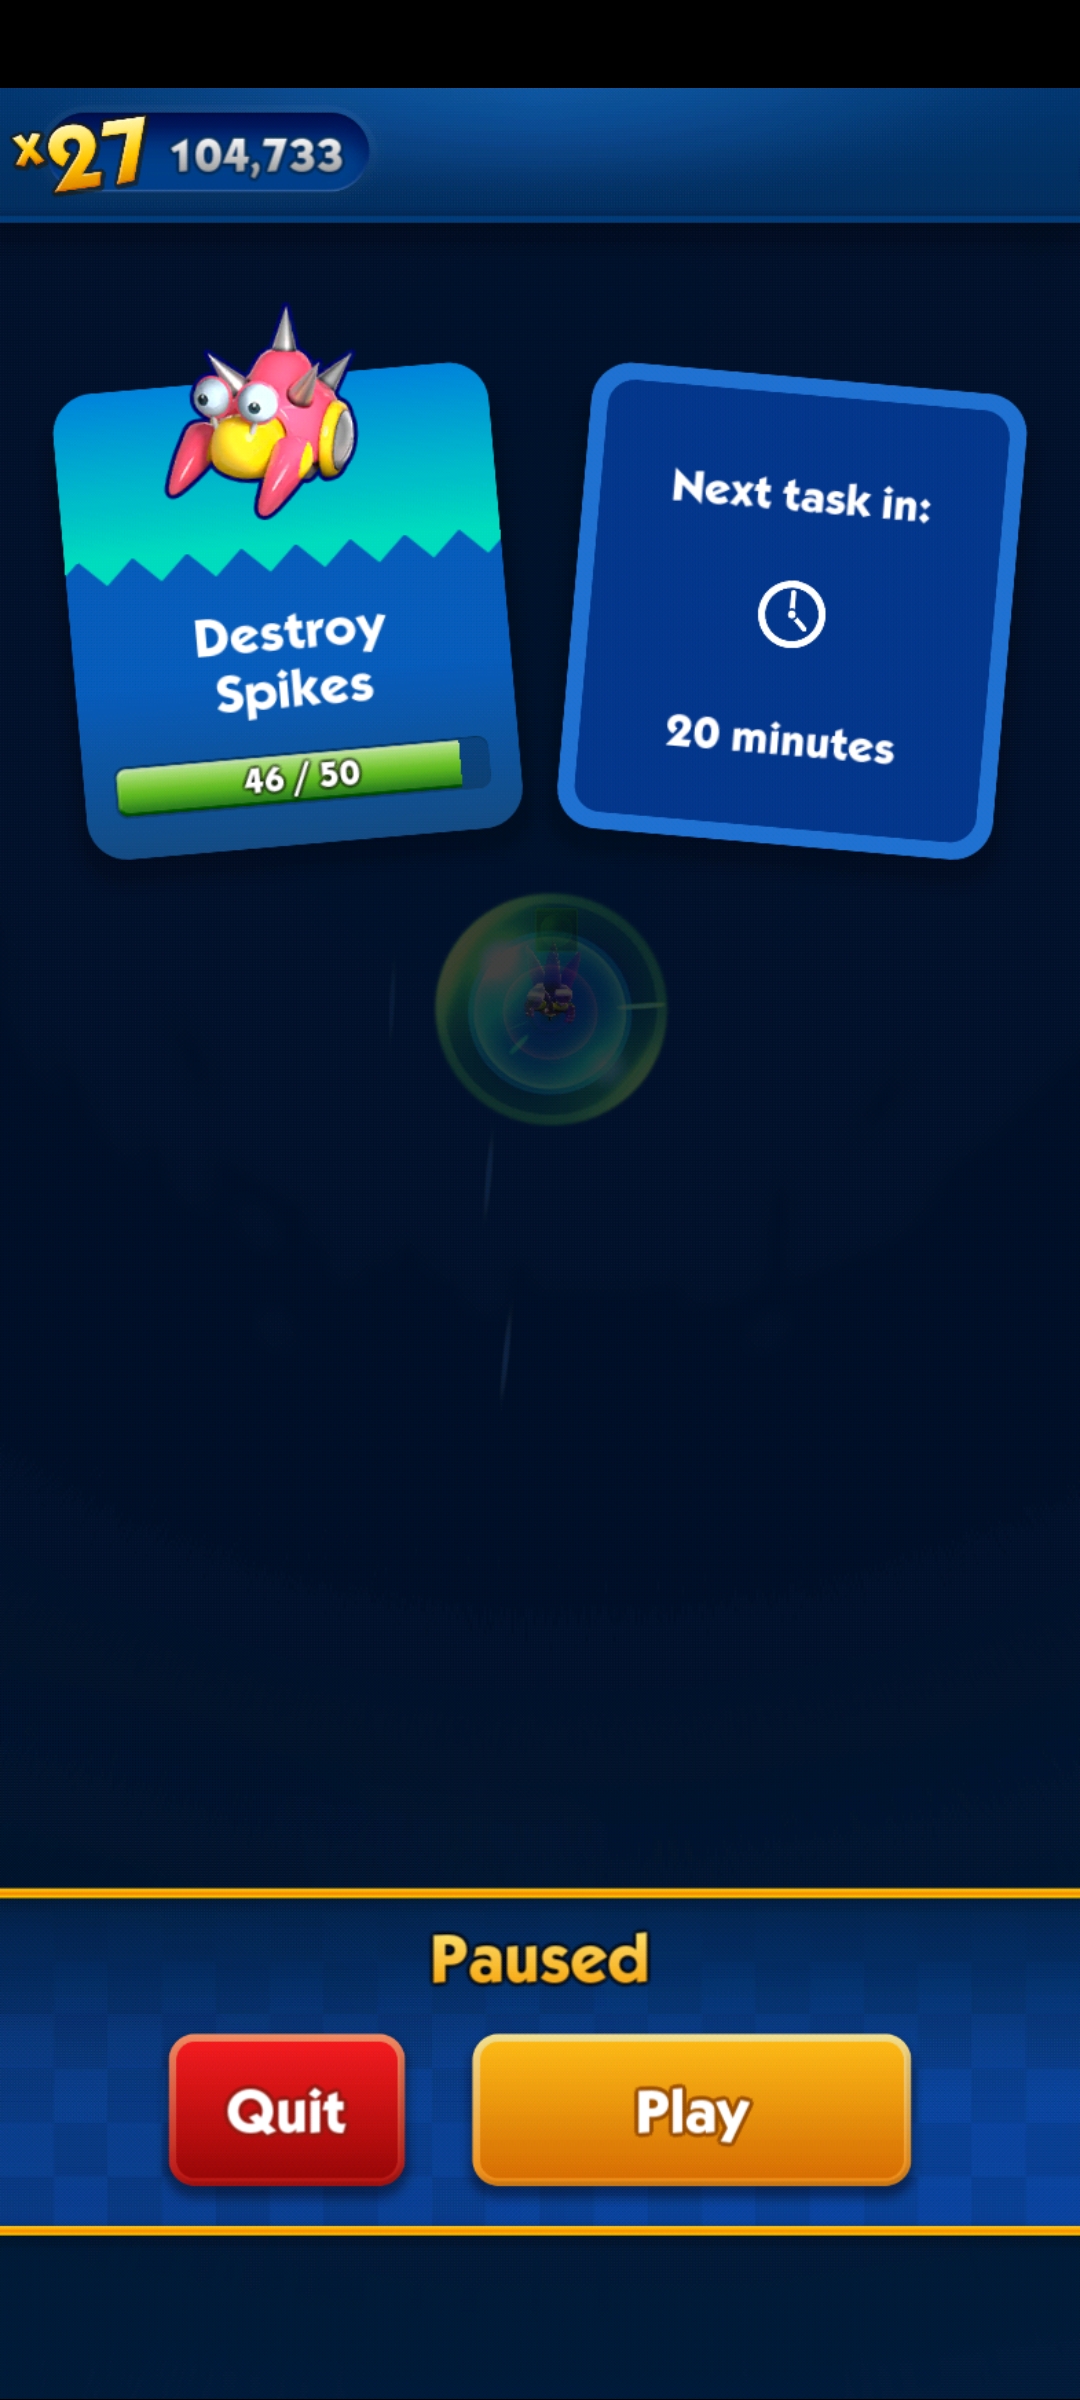 x27 104,733
Destroy
Spikes
46 / 50
Next task in:
20 minutes
Paused
Quit
Play